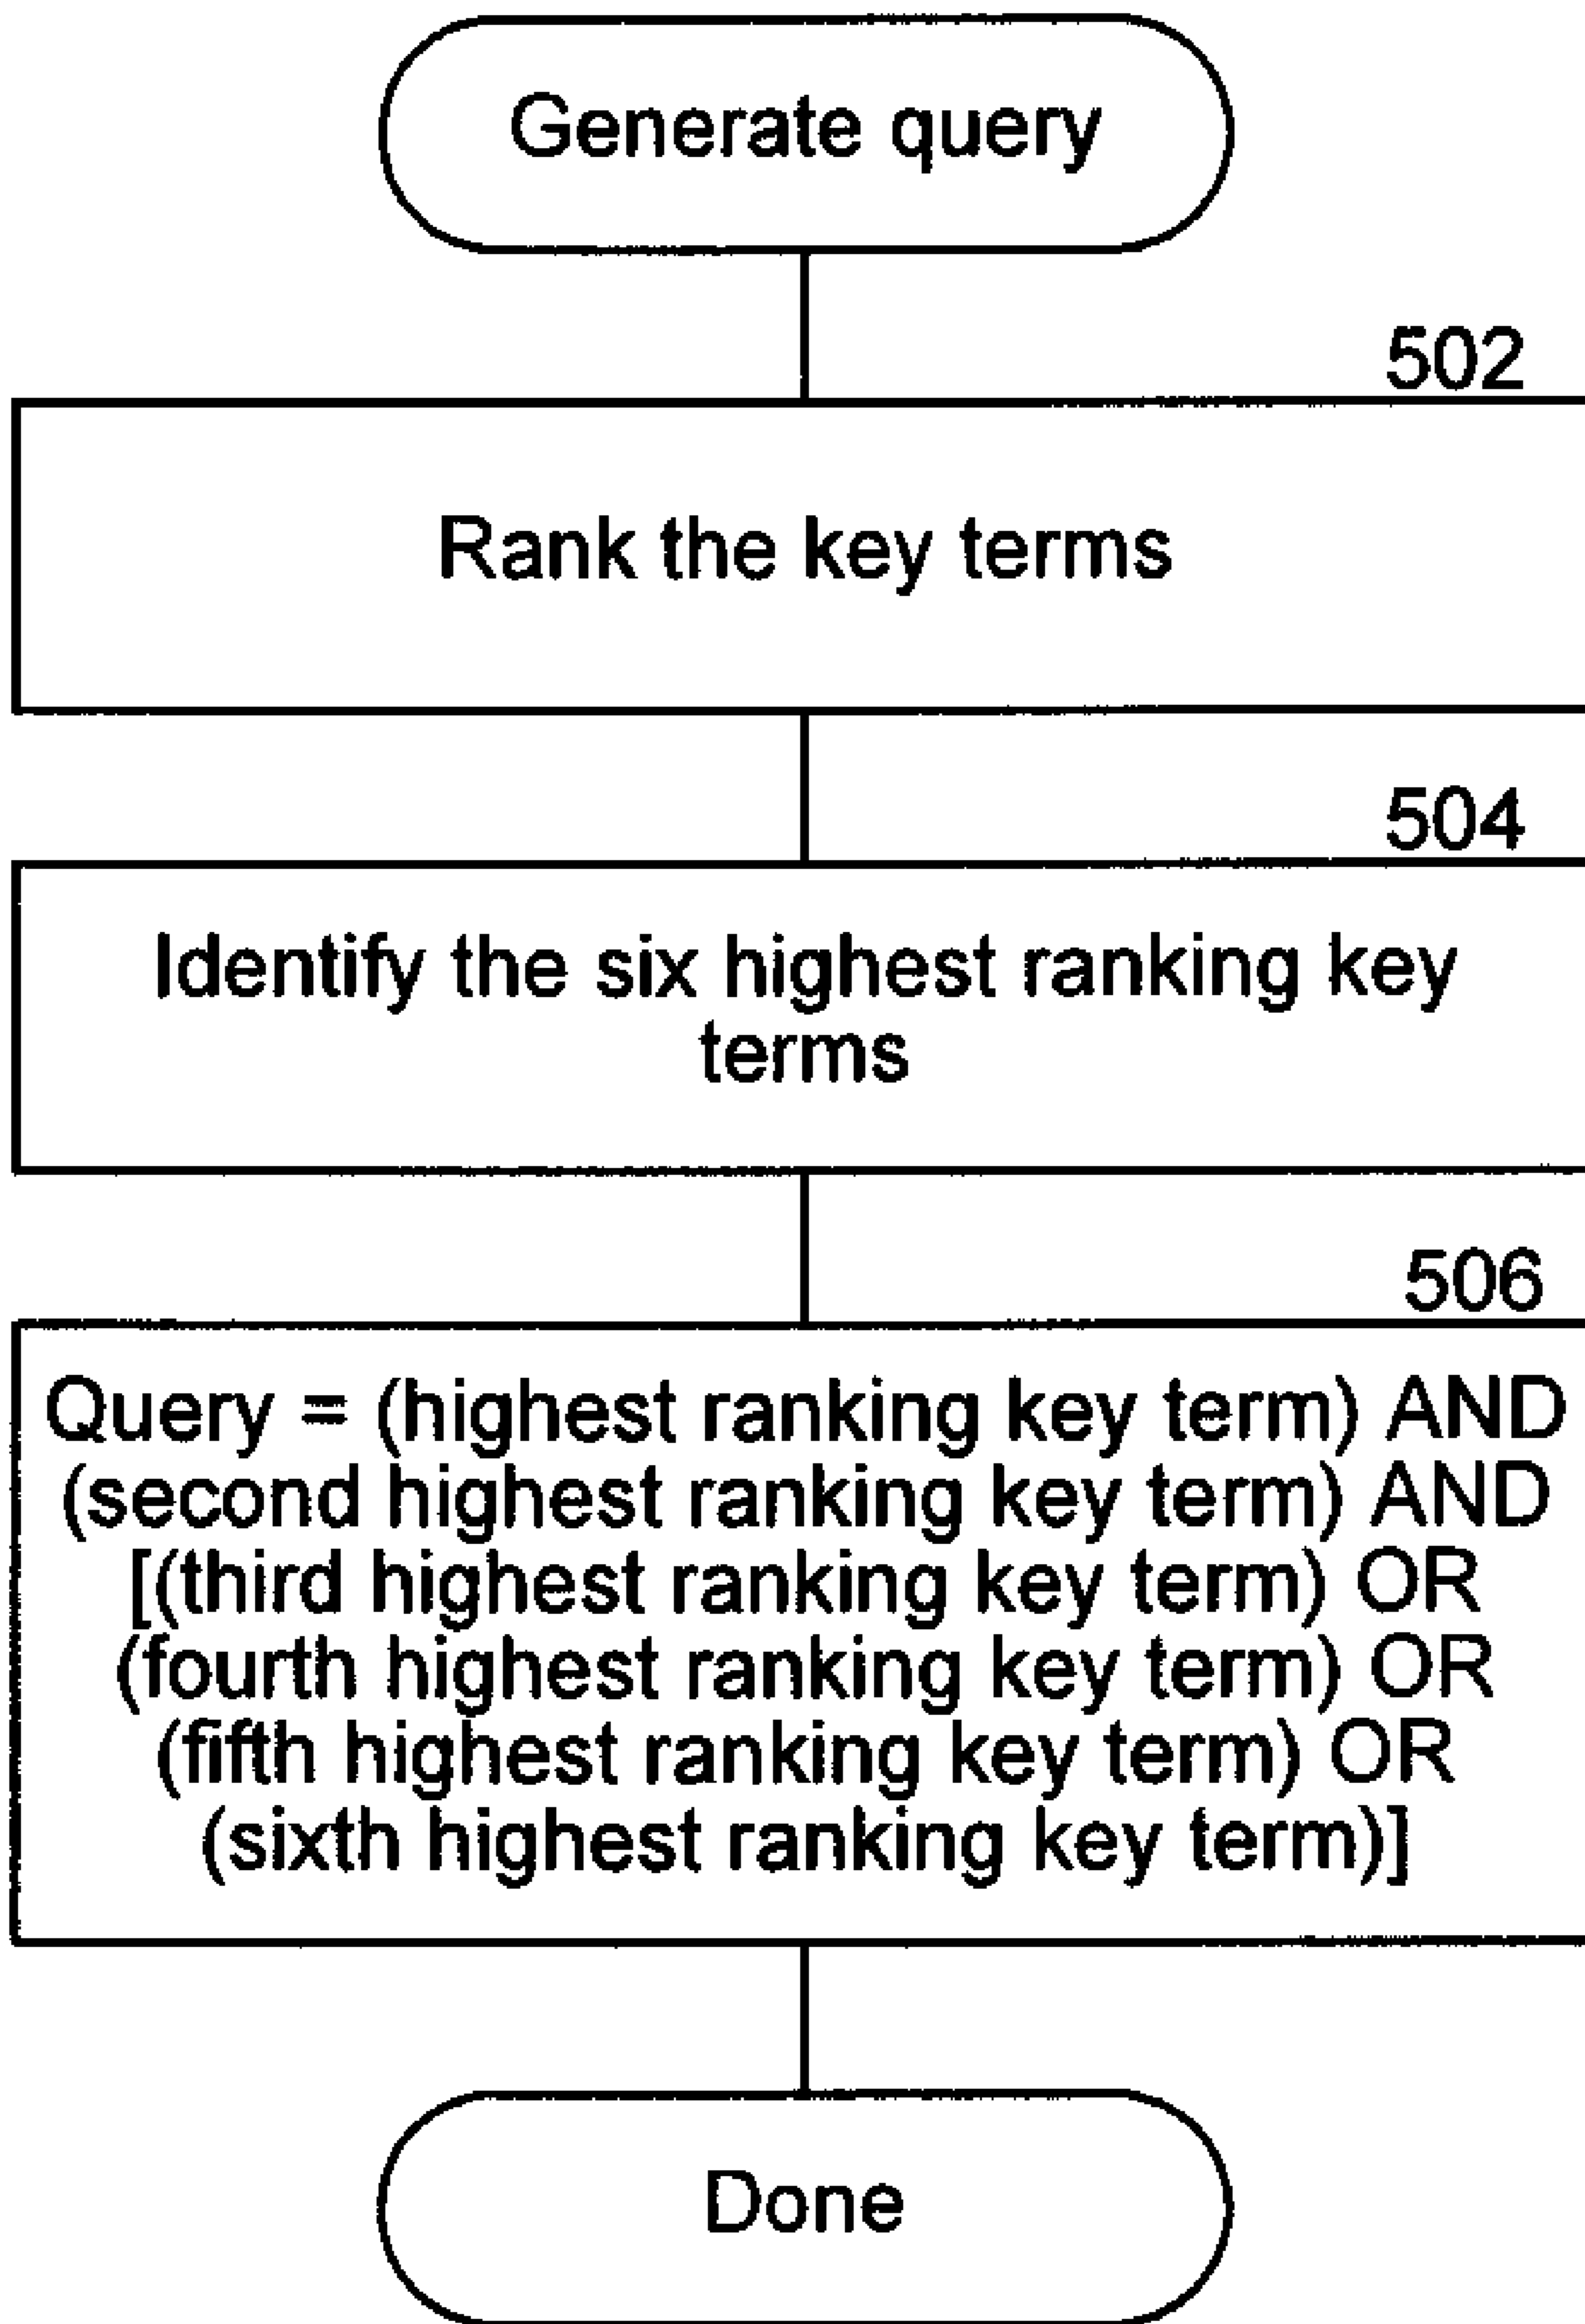 Generate query
502
Rank the key terms
504
Identify the six highest ranking key
terms
506
Query = (highest ranking key term) AND
(second highest ranking key term) AND
[(third highest ranking key term) OR
(fourth highest ranking key term) OR
(fifth highest ranking key term) OR
(sixth highest ranking key term)]
Done